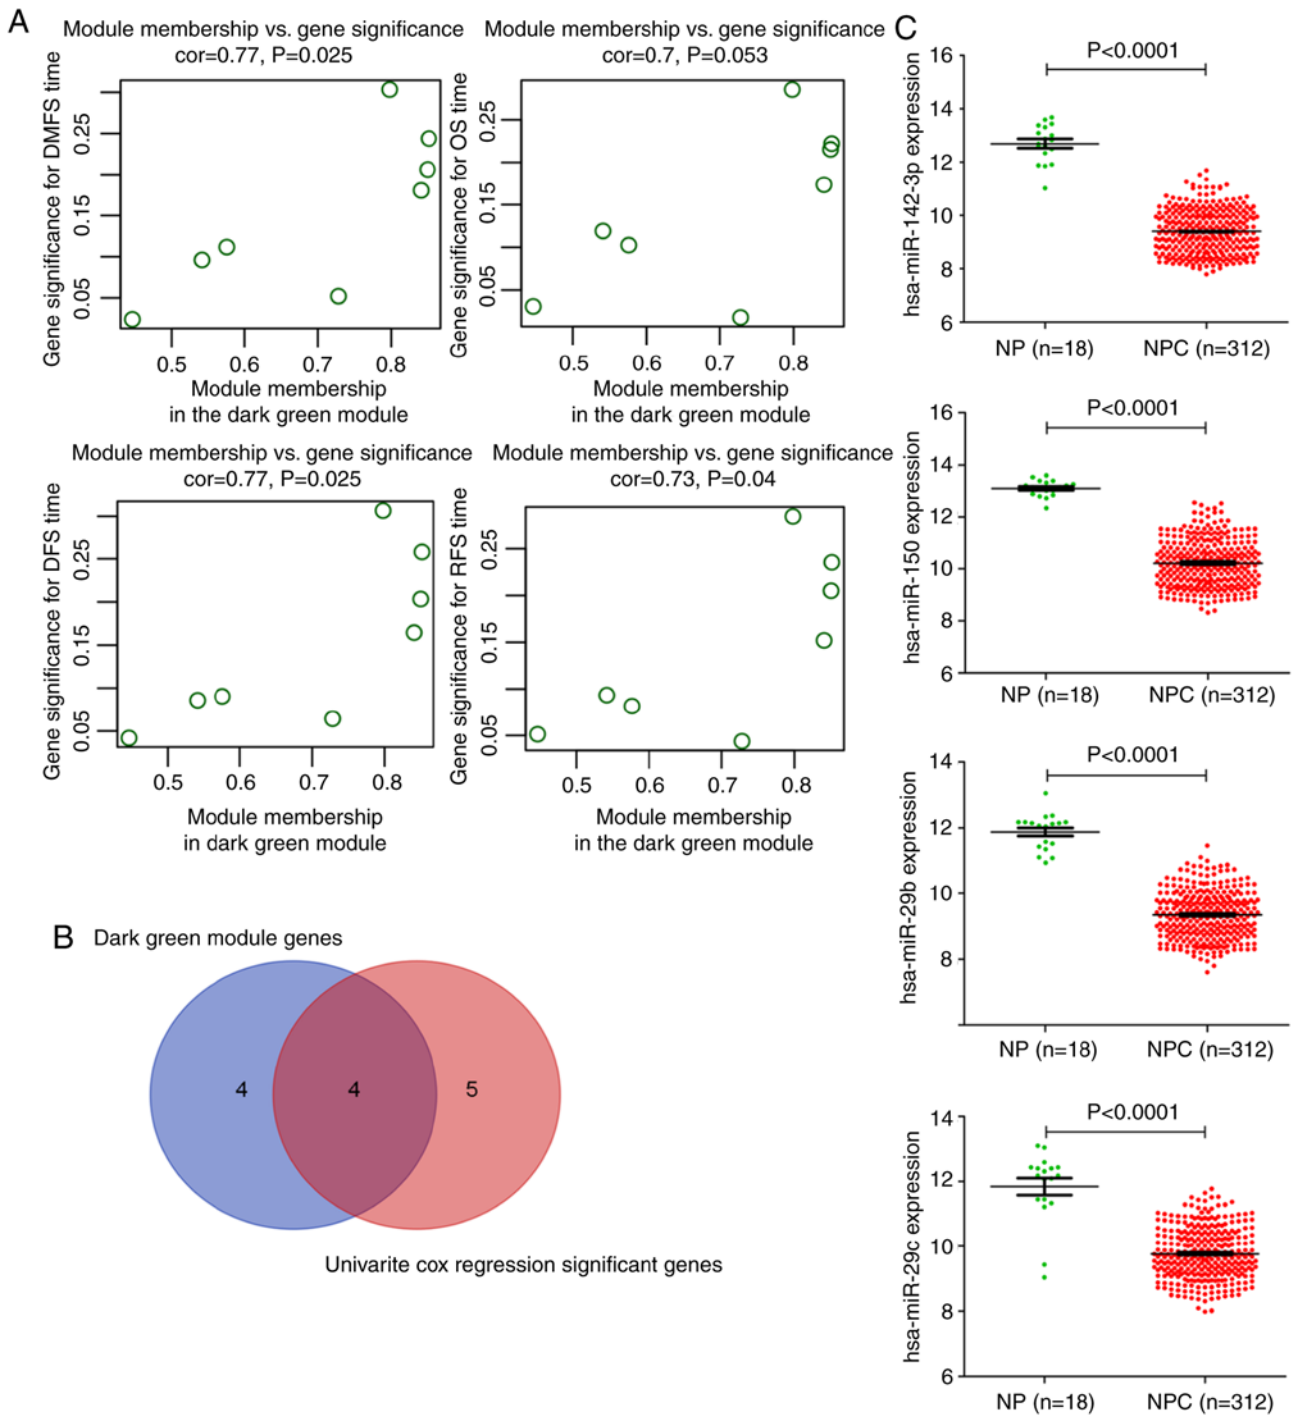 A
Module membership vs. gene significance
cor=0.77, P=0.025
Gene significance for DMFS time
0.25
0.15
0.05
0.5 0.6 0.7 0.8
Module membership
in the dark green module
Module membership vs. gene significance
cor=0.7, P=0.053
Gene significance for OS time
0.25
0.15
0.05
0.5 0.6 0.7 0.8
Module membership
in the dark green module
Module membership vs. gene significance
cor=0.77, P=0.025
Gene significance for DFS time
0.25
0.15
0.05
0.5 0.6 0.7 0.8
Module membership
in dark green module
Module membership vs. gene significance
cor=0.73, P=0.04
Gene significance for RFS time
0.25
0.15
0.05
0.5 0.6 0.7 0.8
Module membership
in the dark green module
B
Dark green module genes
4 4 5
Univarite cox regression significant genes
C
P<0.0001
hsa-miR-142-3p expression
16
14
12
10
8
6
NP (n=18) NPC (n=312)
P<0.0001
hsa-miR-150 expression
16
14
12
10
8
6
NP (n=18) NPC (n=312)
P<0.0001
hsa-miR-29b expression
14
12
10
8
NP (n=18) NPC (n=312)
P<0.0001
hsa-miR-29c expression
14
12
10
8
6
NP (n=18) NPC (n=312)